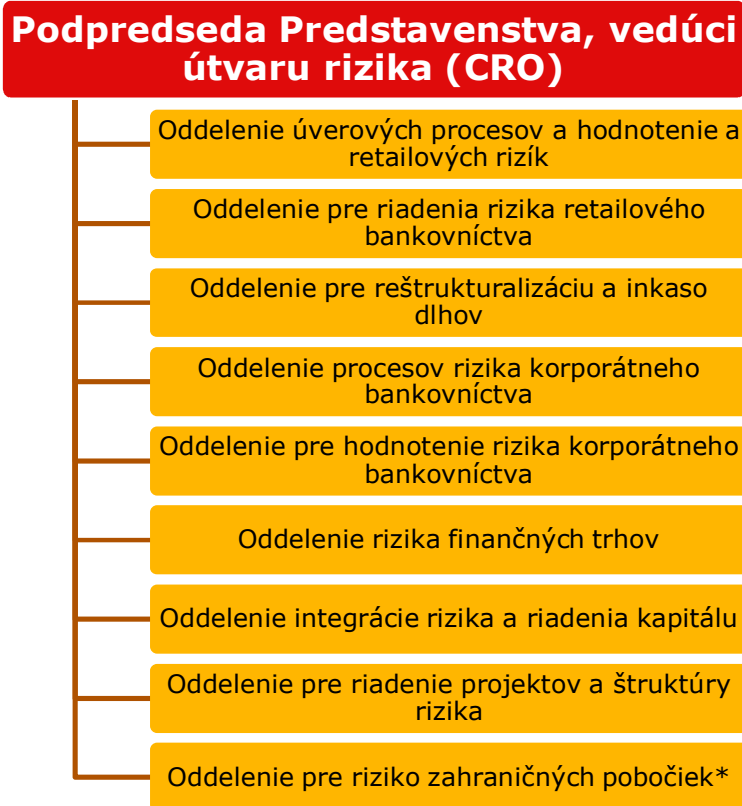 Podpredseda Predstavenstva, vedúci
útvaru rizika (CRO)
Oddelenie úverových procesov a hodnotenie a
retailových rizík
Oddelenie pre riadenia rizika retailového
bankovníctva
Oddelenie pre reštrukturalizáciu a inkaso
dlhov
Oddelenie procesov rizika korporátneho
bankovníctva
Oddelenie pre hodnotenie rizika korporátneho
bankovníctva
Oddelenie rizika finančných trhov
Oddelenie integrácie rizika a riadenia kapitálu
Oddelenie pre riadenie projektov a štruktúry
rizika
Oddelenie pre riziko zahraničných pobočiek*